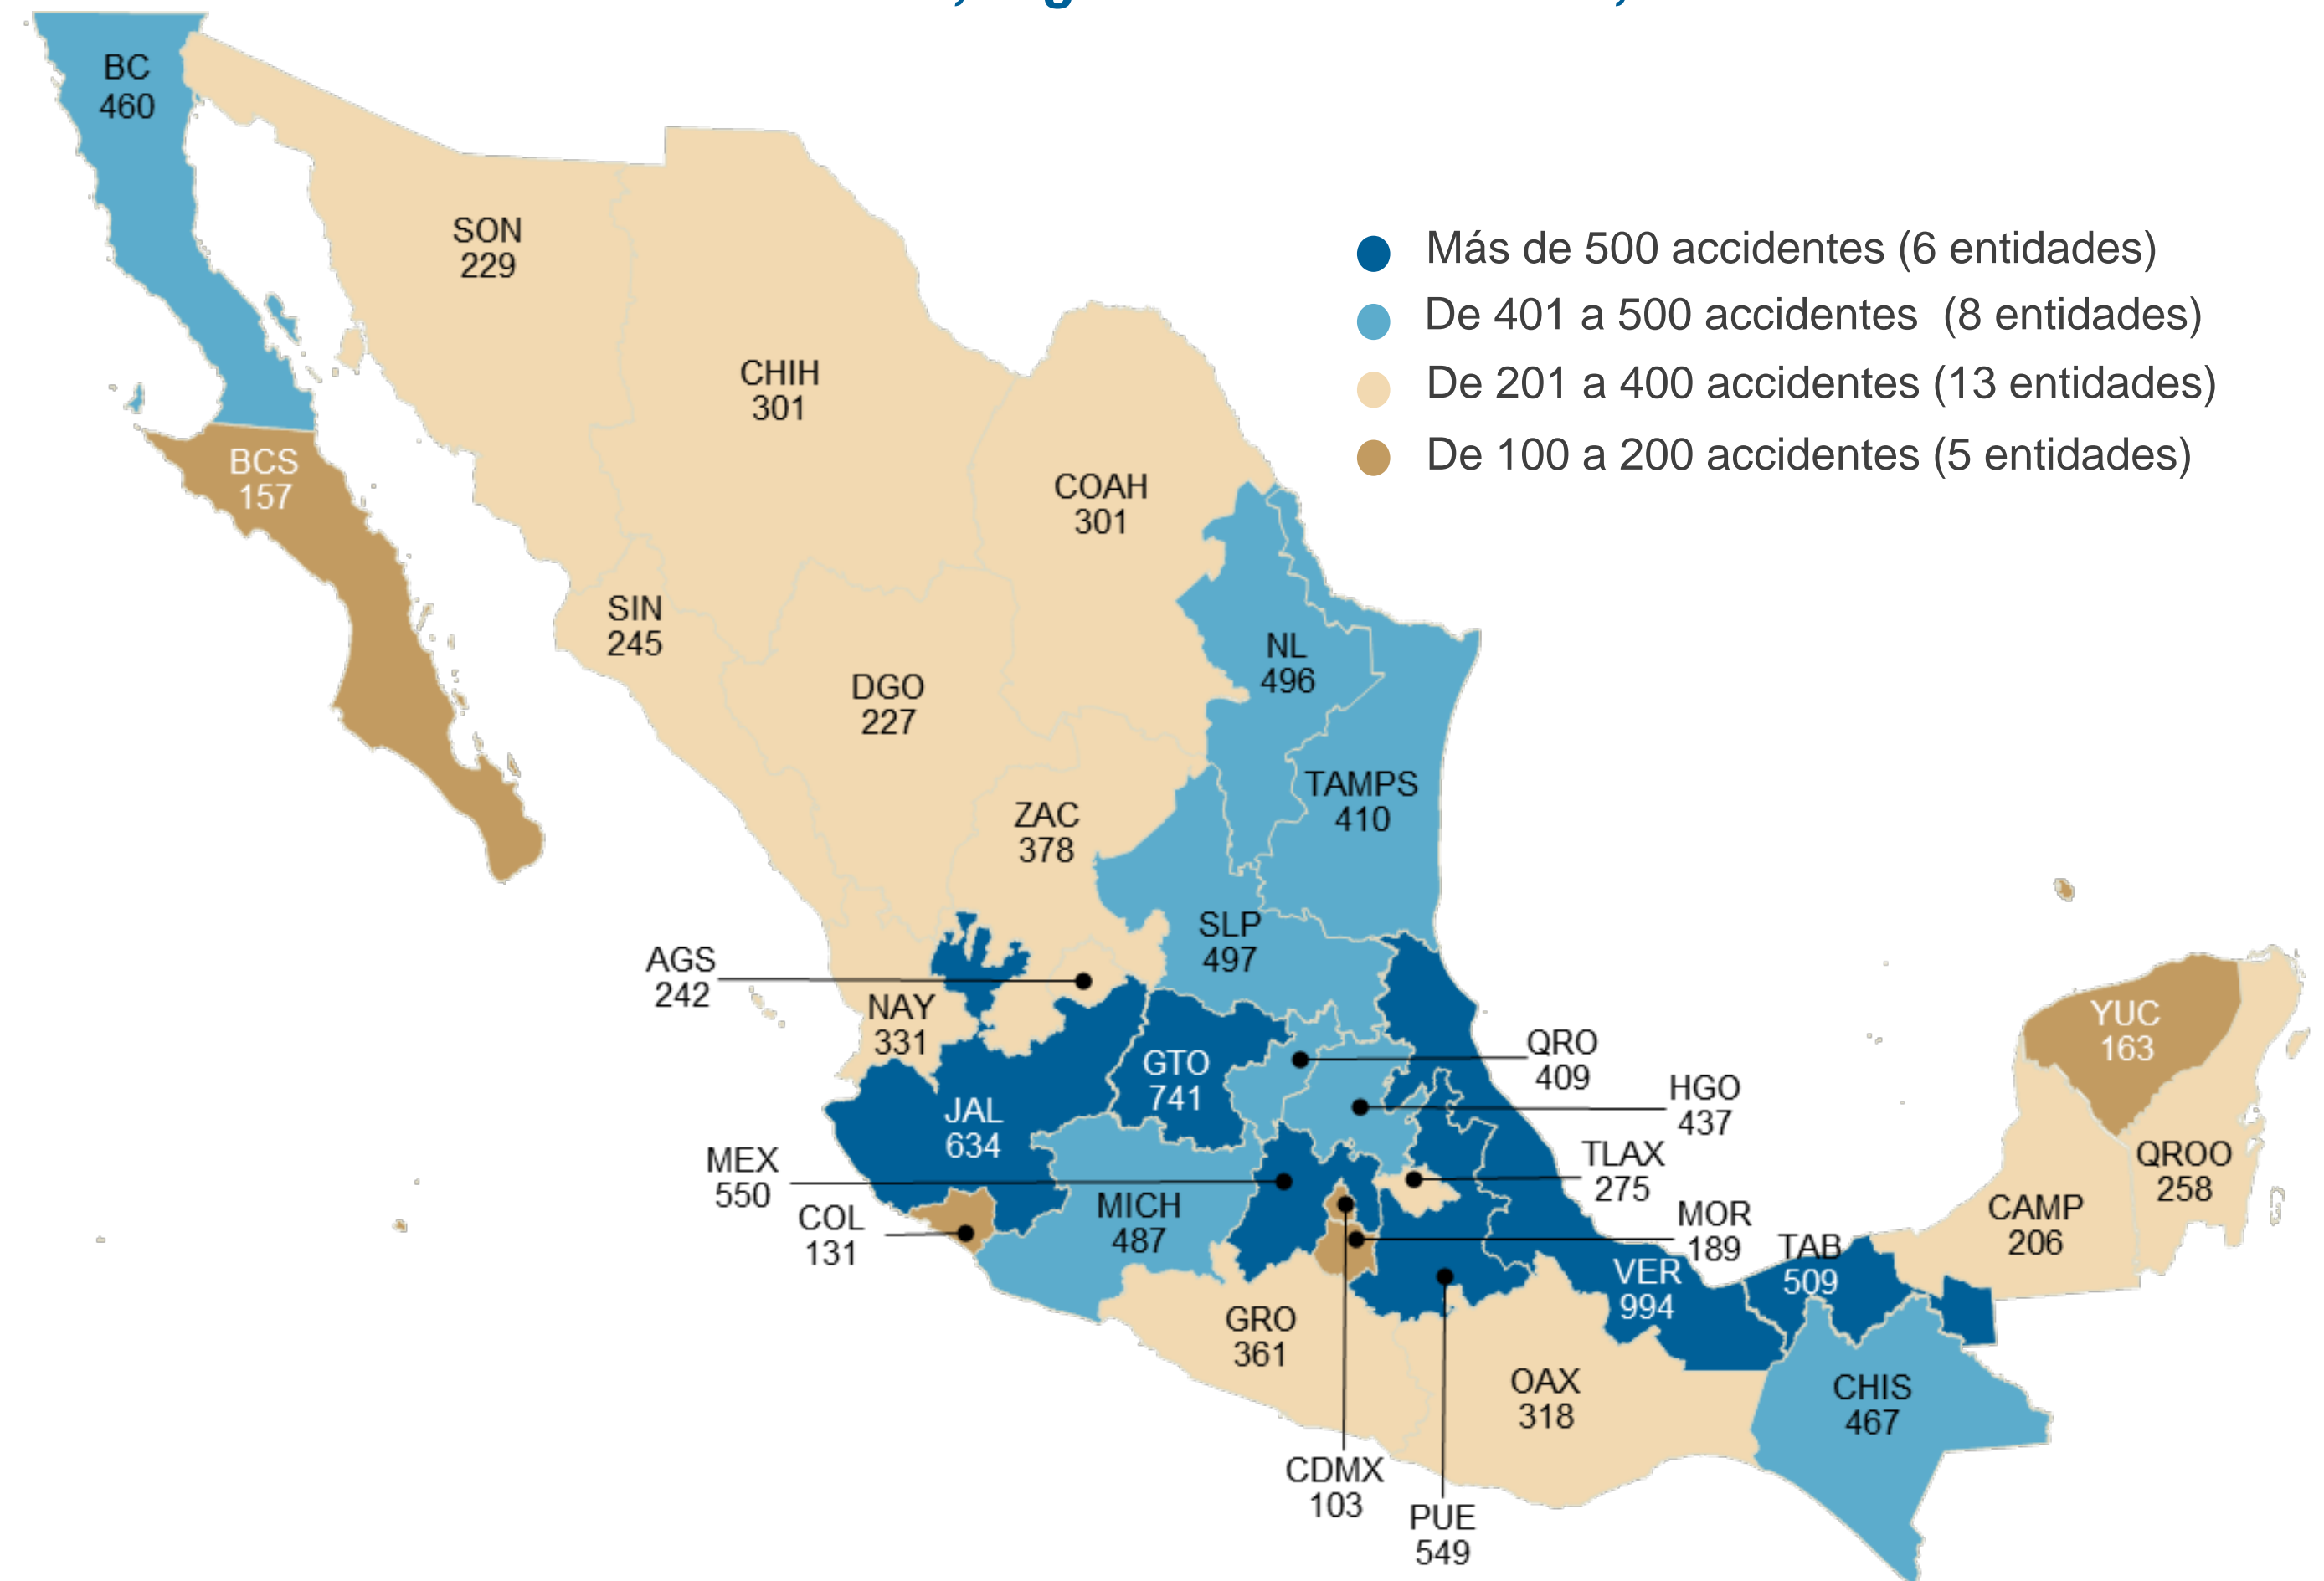 BC
460
SON
229
CHIH
301
Más de 500 accidentes (6 entidades)
De 401 a 500 accidentes (8 entidades)
De 201 a 400 accidentes (13 entidades)
De 100 a 200 accidentes (5 entidades)
BCS
157
COAH
301
SIN
245
NL
496
DGO
227
TAMPS
410
ZAC
378
SLP
497
AGS
242
NAY
331
YUC
163
GTO
741
QRO
409
HGO
437
JAL
634
MEX
550
TLAX
275
QROO
258
COL
131
MICH
487
MOR
189
CAMP
206
TAB
509
VER
994
GRO
361
OAX
318
CHIS
467
CDMX
103
PUE
549